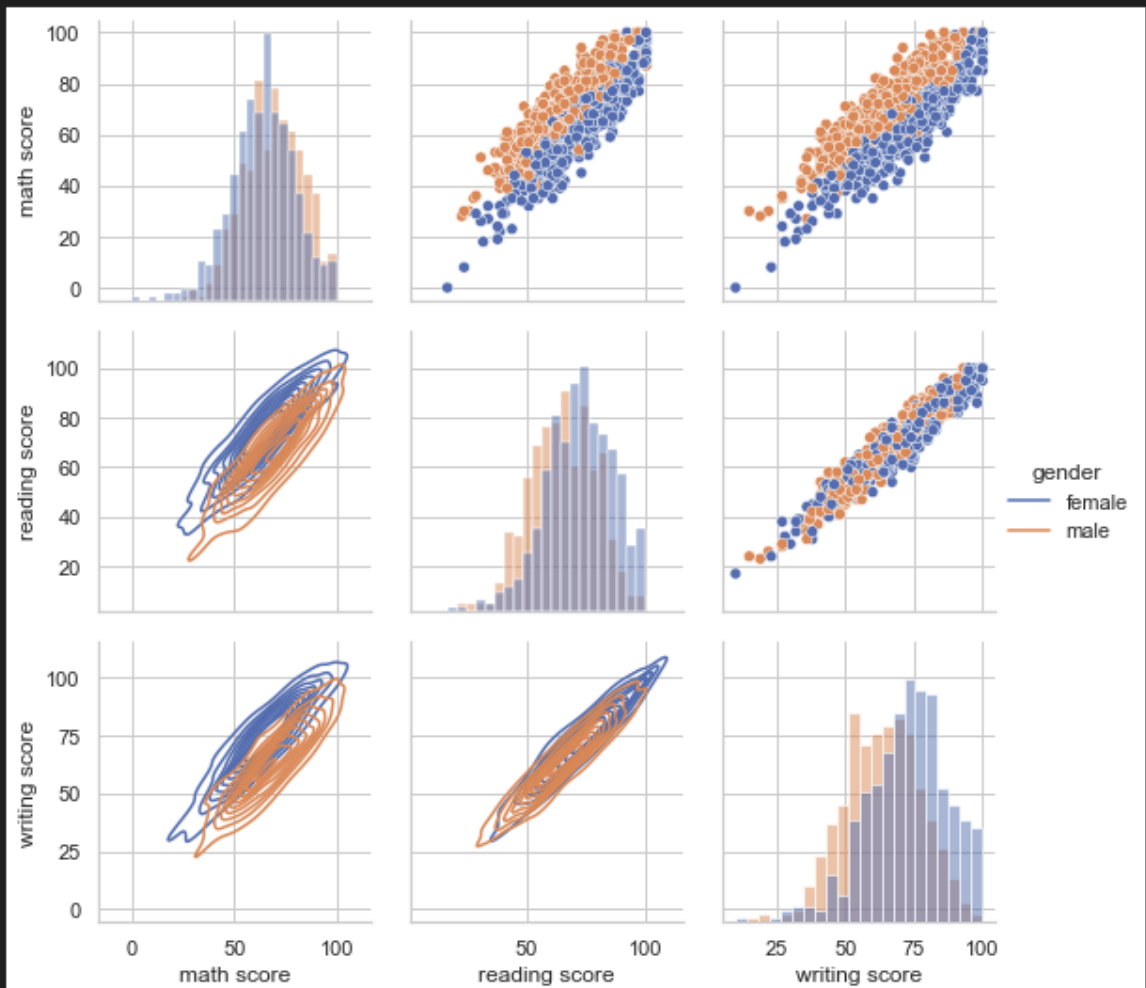 100
80
60
40
20
0
math score
100
80
60
40
20
reading score
gender
female
male
100
75
50
25
0
writing score
0 50 100
math score
50 100
reading score
25 50 75 100
writing score